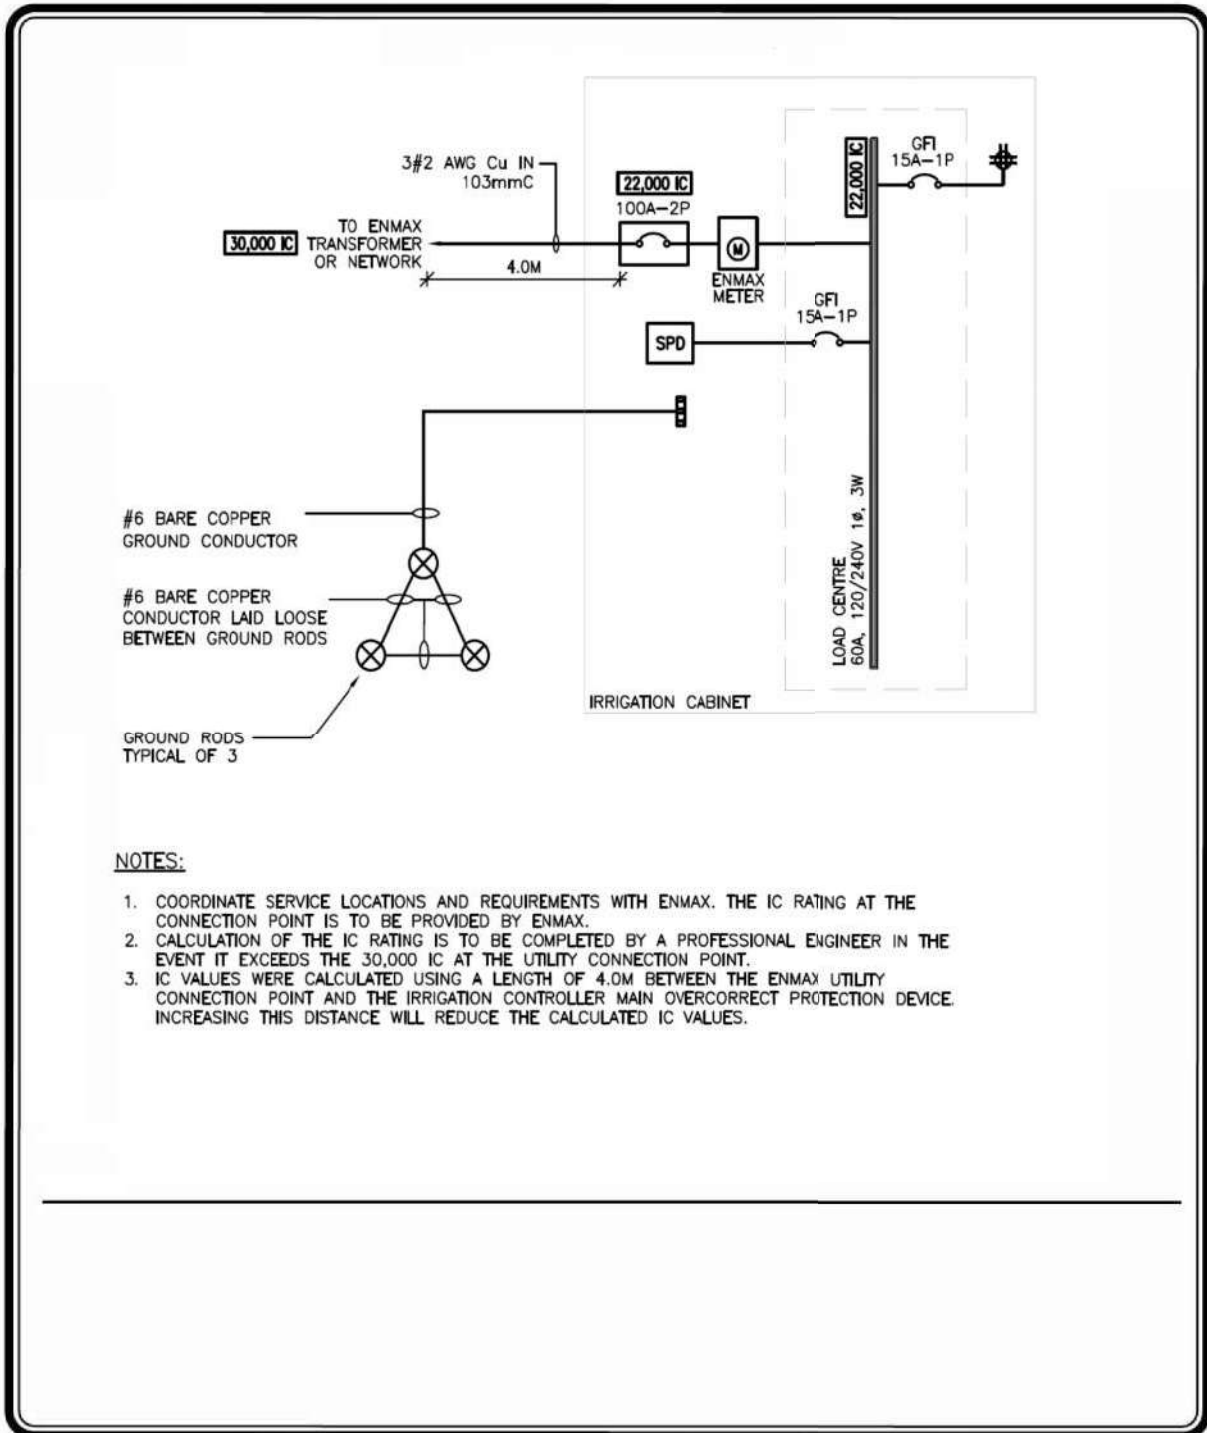 3#2 AWG Cu IN
103mmC
22,000 IC
100A-2P
30,000 IC
TO ENMAX
TRANSFORMER
OR NETWORK
4.0M
M
ENMAX
METER
22,000 IC
GFI
15A-1P
GFI
15A-1P
SPD
LOAD CENTRE
60A, 120/240V 1ø, 3W
#6 BARE COPPER
GROUND CONDUCTOR
#6 BARE COPPER
CONDUCTOR LAID LOOSE
BETWEEN GROUND RODS
GROUND RODS
TYPICAL OF 3
IRRIGATION CABINET
NOTES:
1. COORDINATE SERVICE LOCATIONS AND REQUIREMENTS WITH ENMAX. THE IC RATING AT THE
CONNECTION POINT IS TO BE PROVIDED BY ENMAX.
2. CALCULATION OF THE IC RATING IS TO BE COMPLETED BY A PROFESSIONAL ENGINEER IN THE
EVENT IT EXCEEDS THE 30,000 IC AT THE UTILITY CONNECTION POINT.
3. IC VALUES WERE CALCULATED USING A LENGTH OF 4.0M BETWEEN THE ENMAX UTILITY
CONNECTION POINT AND THE IRRIGATION CONTROLLER MAIN OVERCORRECT PROTECTION DEVICE.
INCREASING THIS DISTANCE WILL REDUCE THE CALCULATED IC VALUES.